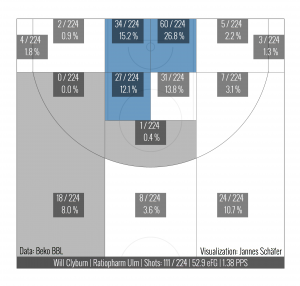 2 / 224
0.9 %
34 / 224
15.2 %
60 / 224
26.8 %
5 / 224
2.2 %
4 / 224
1.8 %
3 / 224
1.3 %
0 / 224
0.0 %
27 / 224
12.1 %
31 / 224
13.8 %
7 / 224
3.1 %
1 / 224
0.4 %
18 / 224
8.0 %
8 / 224
3.6 %
24 / 224
10.7 %
Data: Beko BBL
Visualization: Jannes Schäfer
Will Clyburn | Ratiopharm Ulm | Shots: 111 / 224 | 52.9 eFG | 1.38 PPS